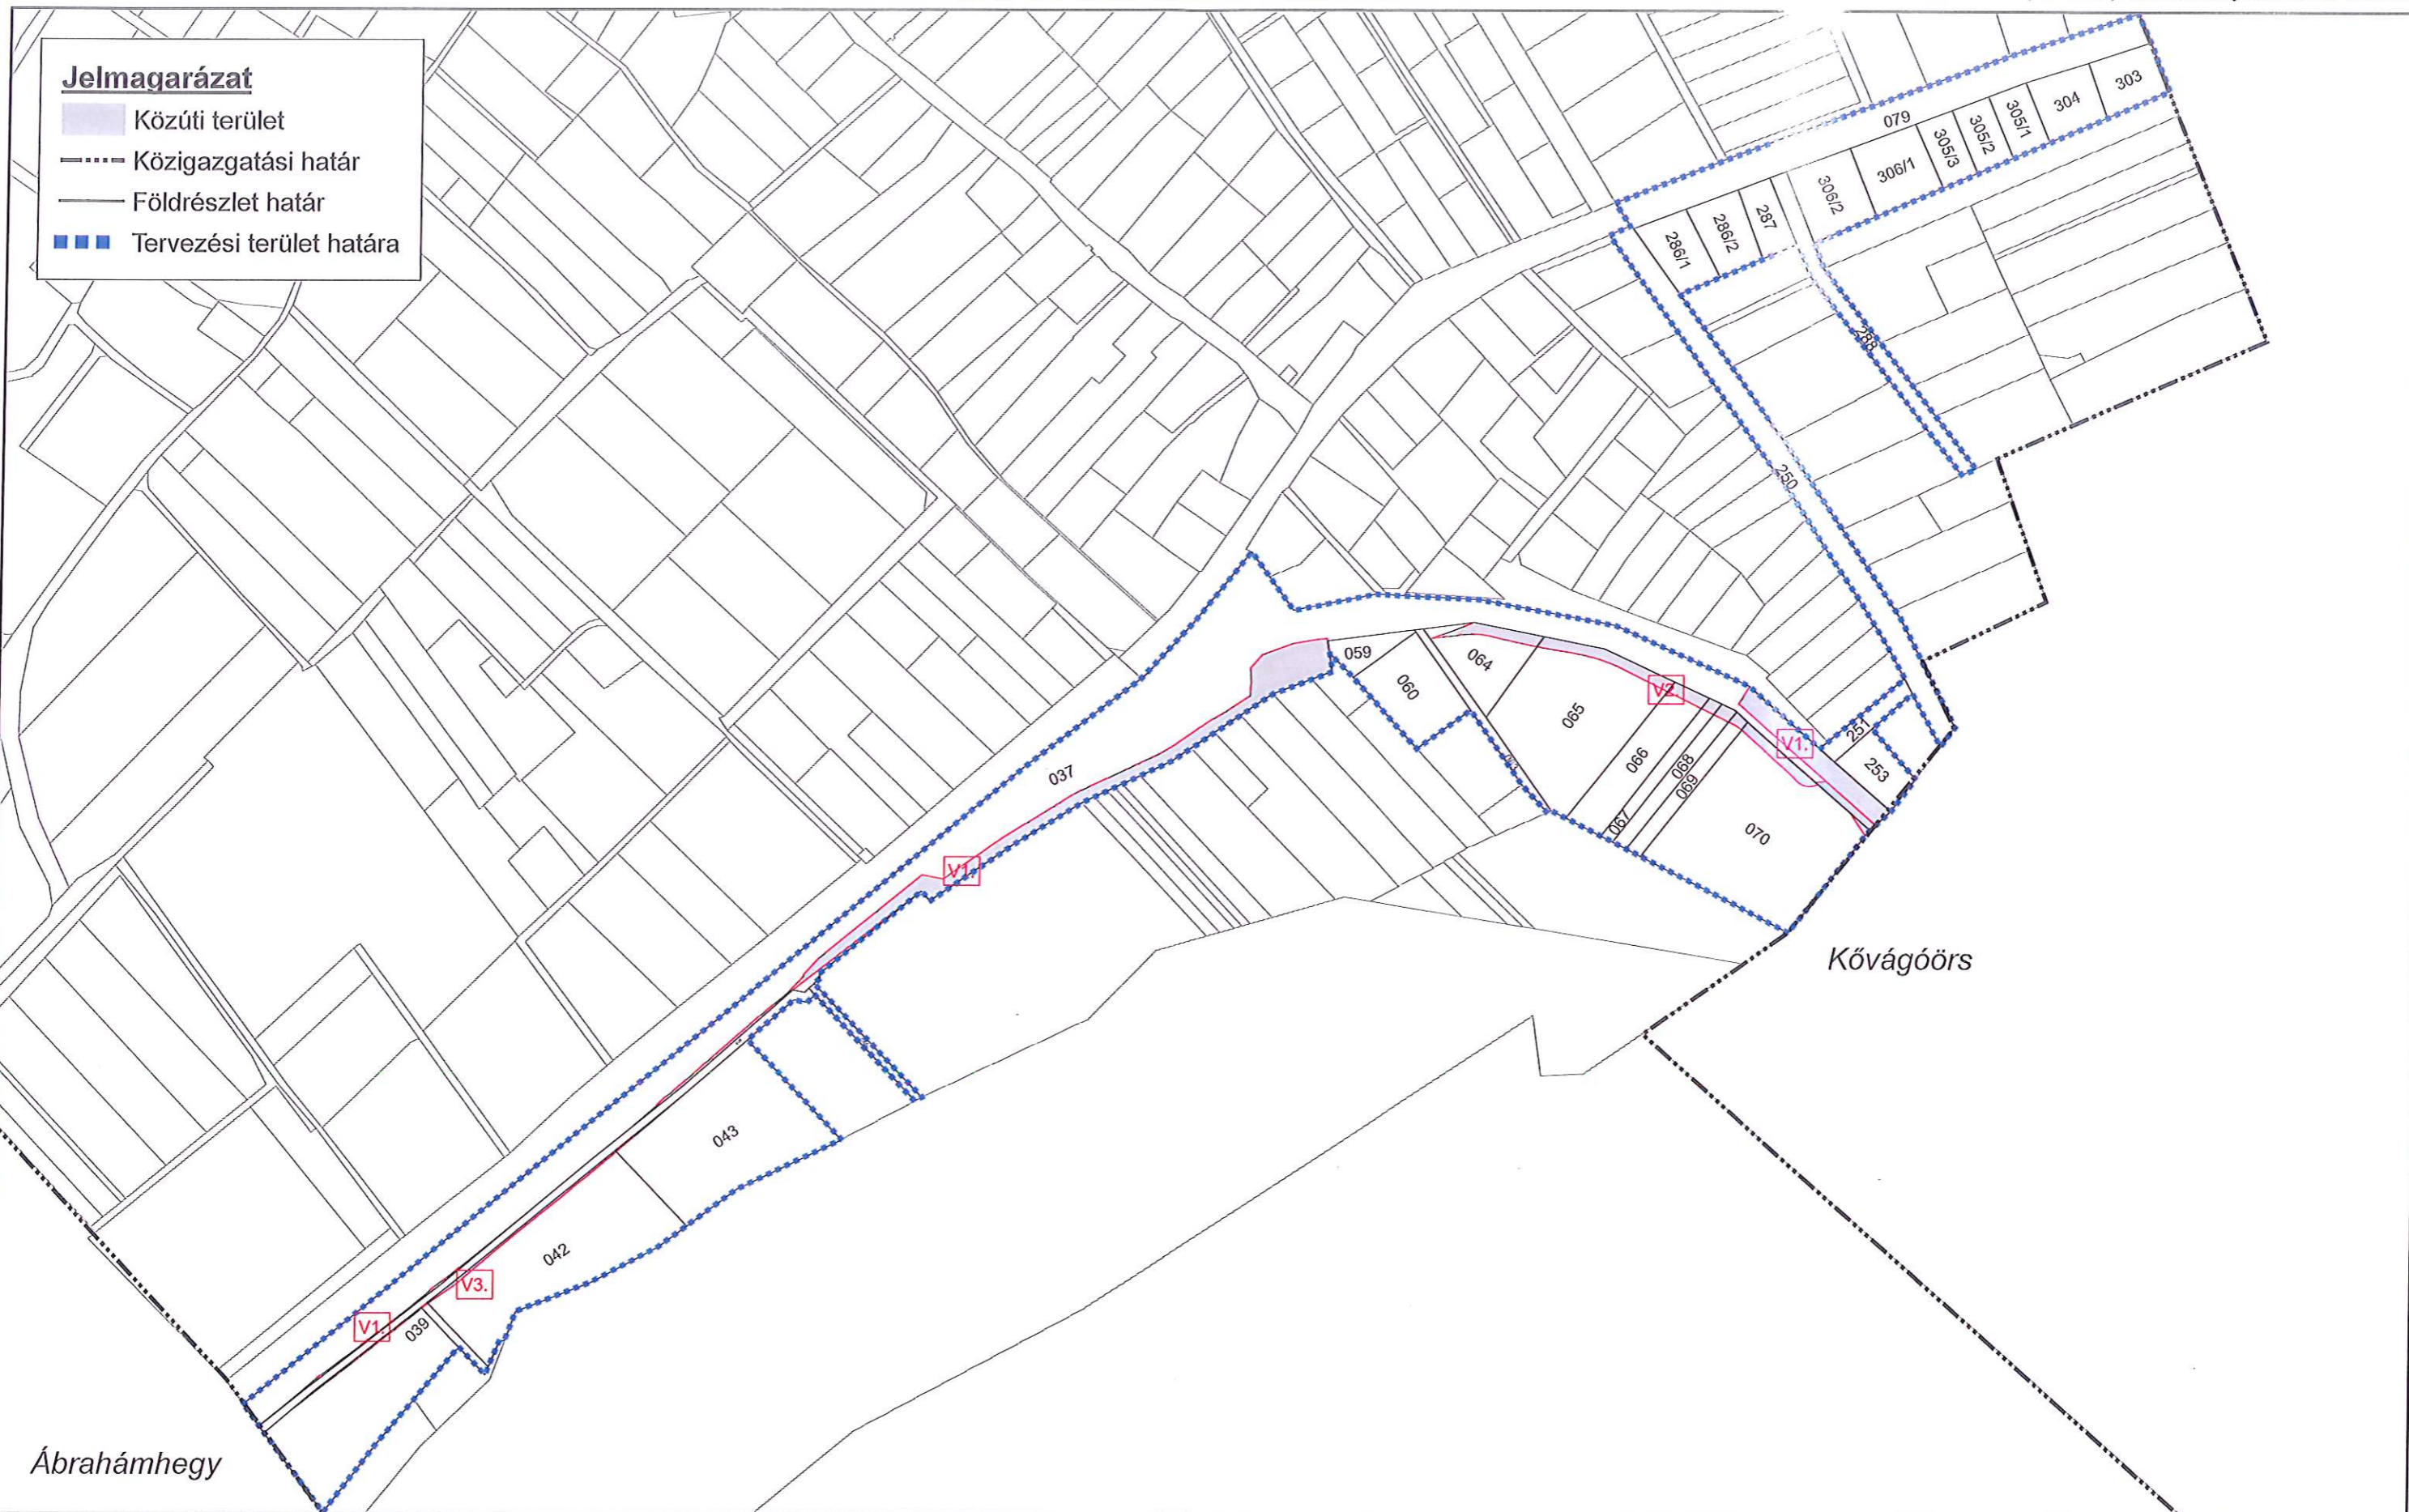 Jelmagarázat
Közúti terület
Közigazgatási határ
Földrészlet határ
Tervezési terület határa
303
304
305/1
305/2
305/3
079
306/1
306/2
287
286/2
286/1
288
250
059
060
064
065
V2.
066
068
069
067
V1.
251
253
070
037
V1.
Kővágóörs
043
042
V3.
V1.
039
Ábrahámhegy